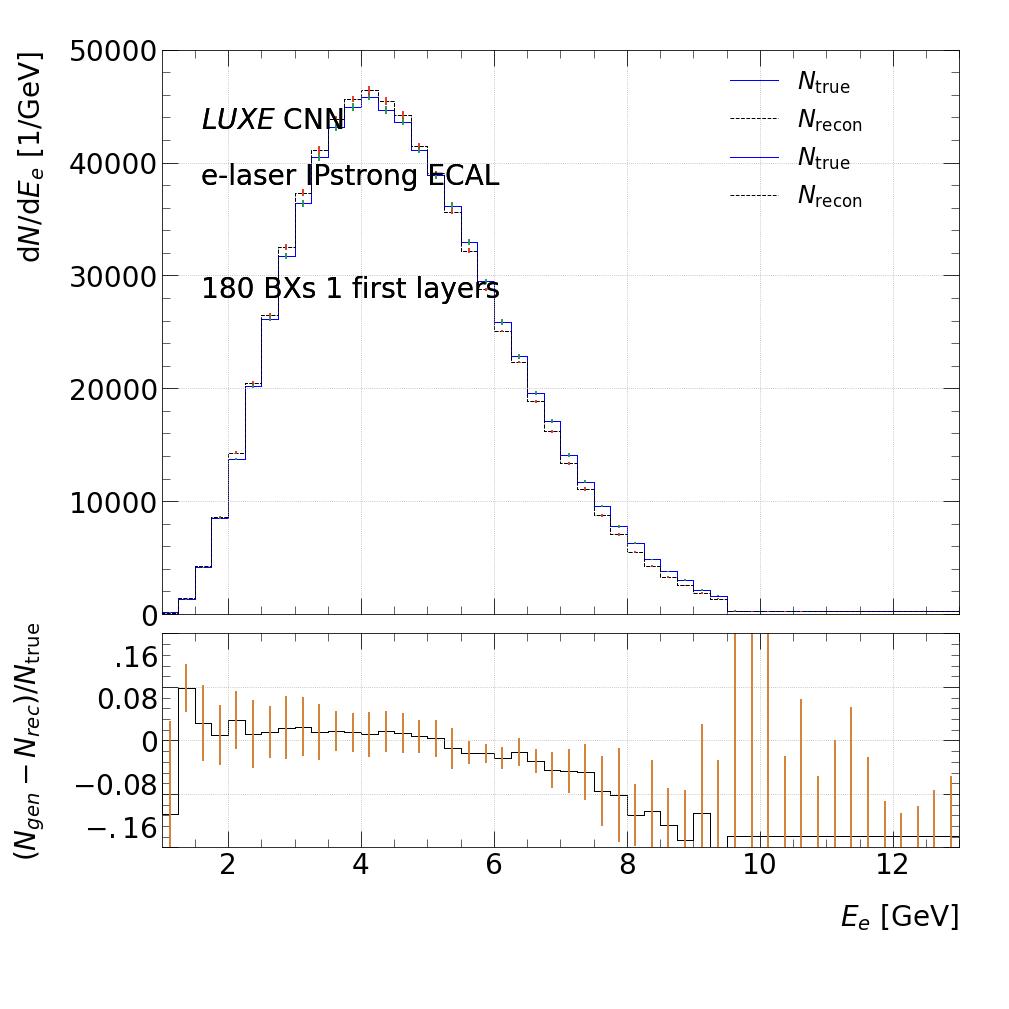 50000
40000
30000
20000
10000
0
dN/dE_e [1/GeV]
LUXE CNN
e-laser IPstrong ECAL
180 BXs 1 first layers
N_true
N_recon
N_true
N_recon
.16
0.08
0
−0.08
−.16
(N_gen − N_rec)/N_true
2 4 6 8 10 12
E_e [GeV]